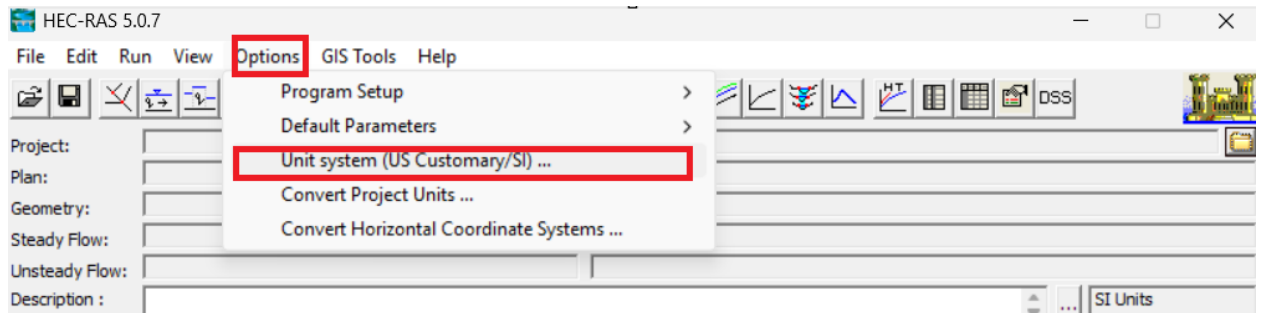 HEC-RAS 5.0.7
File Edit Run View Options GIS Tools Help
Program Setup
Default Parameters
Unit system (US Customary/SI) ...
Convert Project Units ...
Convert Horizontal Coordinate Systems ...
HT
DSS
Project:
Plan:
Geometry:
Steady Flow:
Unsteady Flow:
Description :
... SI Units